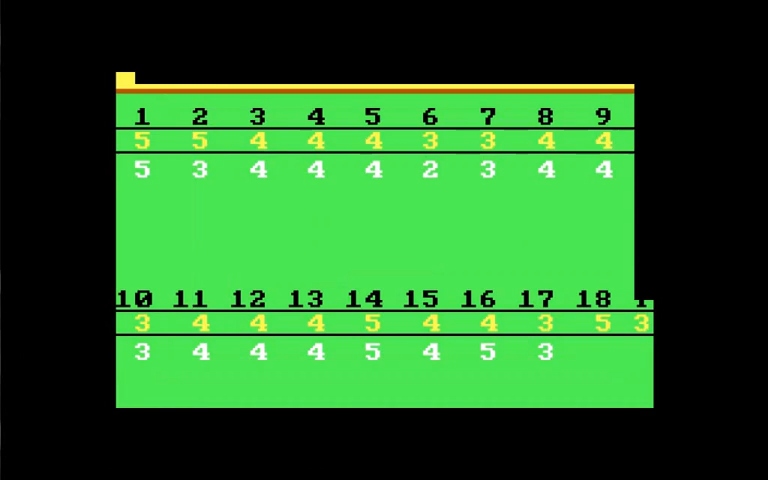 1 2 3 4 5 6 7 8 9
5 5 4 4 4 3 3 4 4
5 3 4 4 4 2 3 4 4
10 11 12 13 14 15 16 17 18
3 4 4 4 5 4 4 3 5 3
3 4 4 4 5 4 5 3